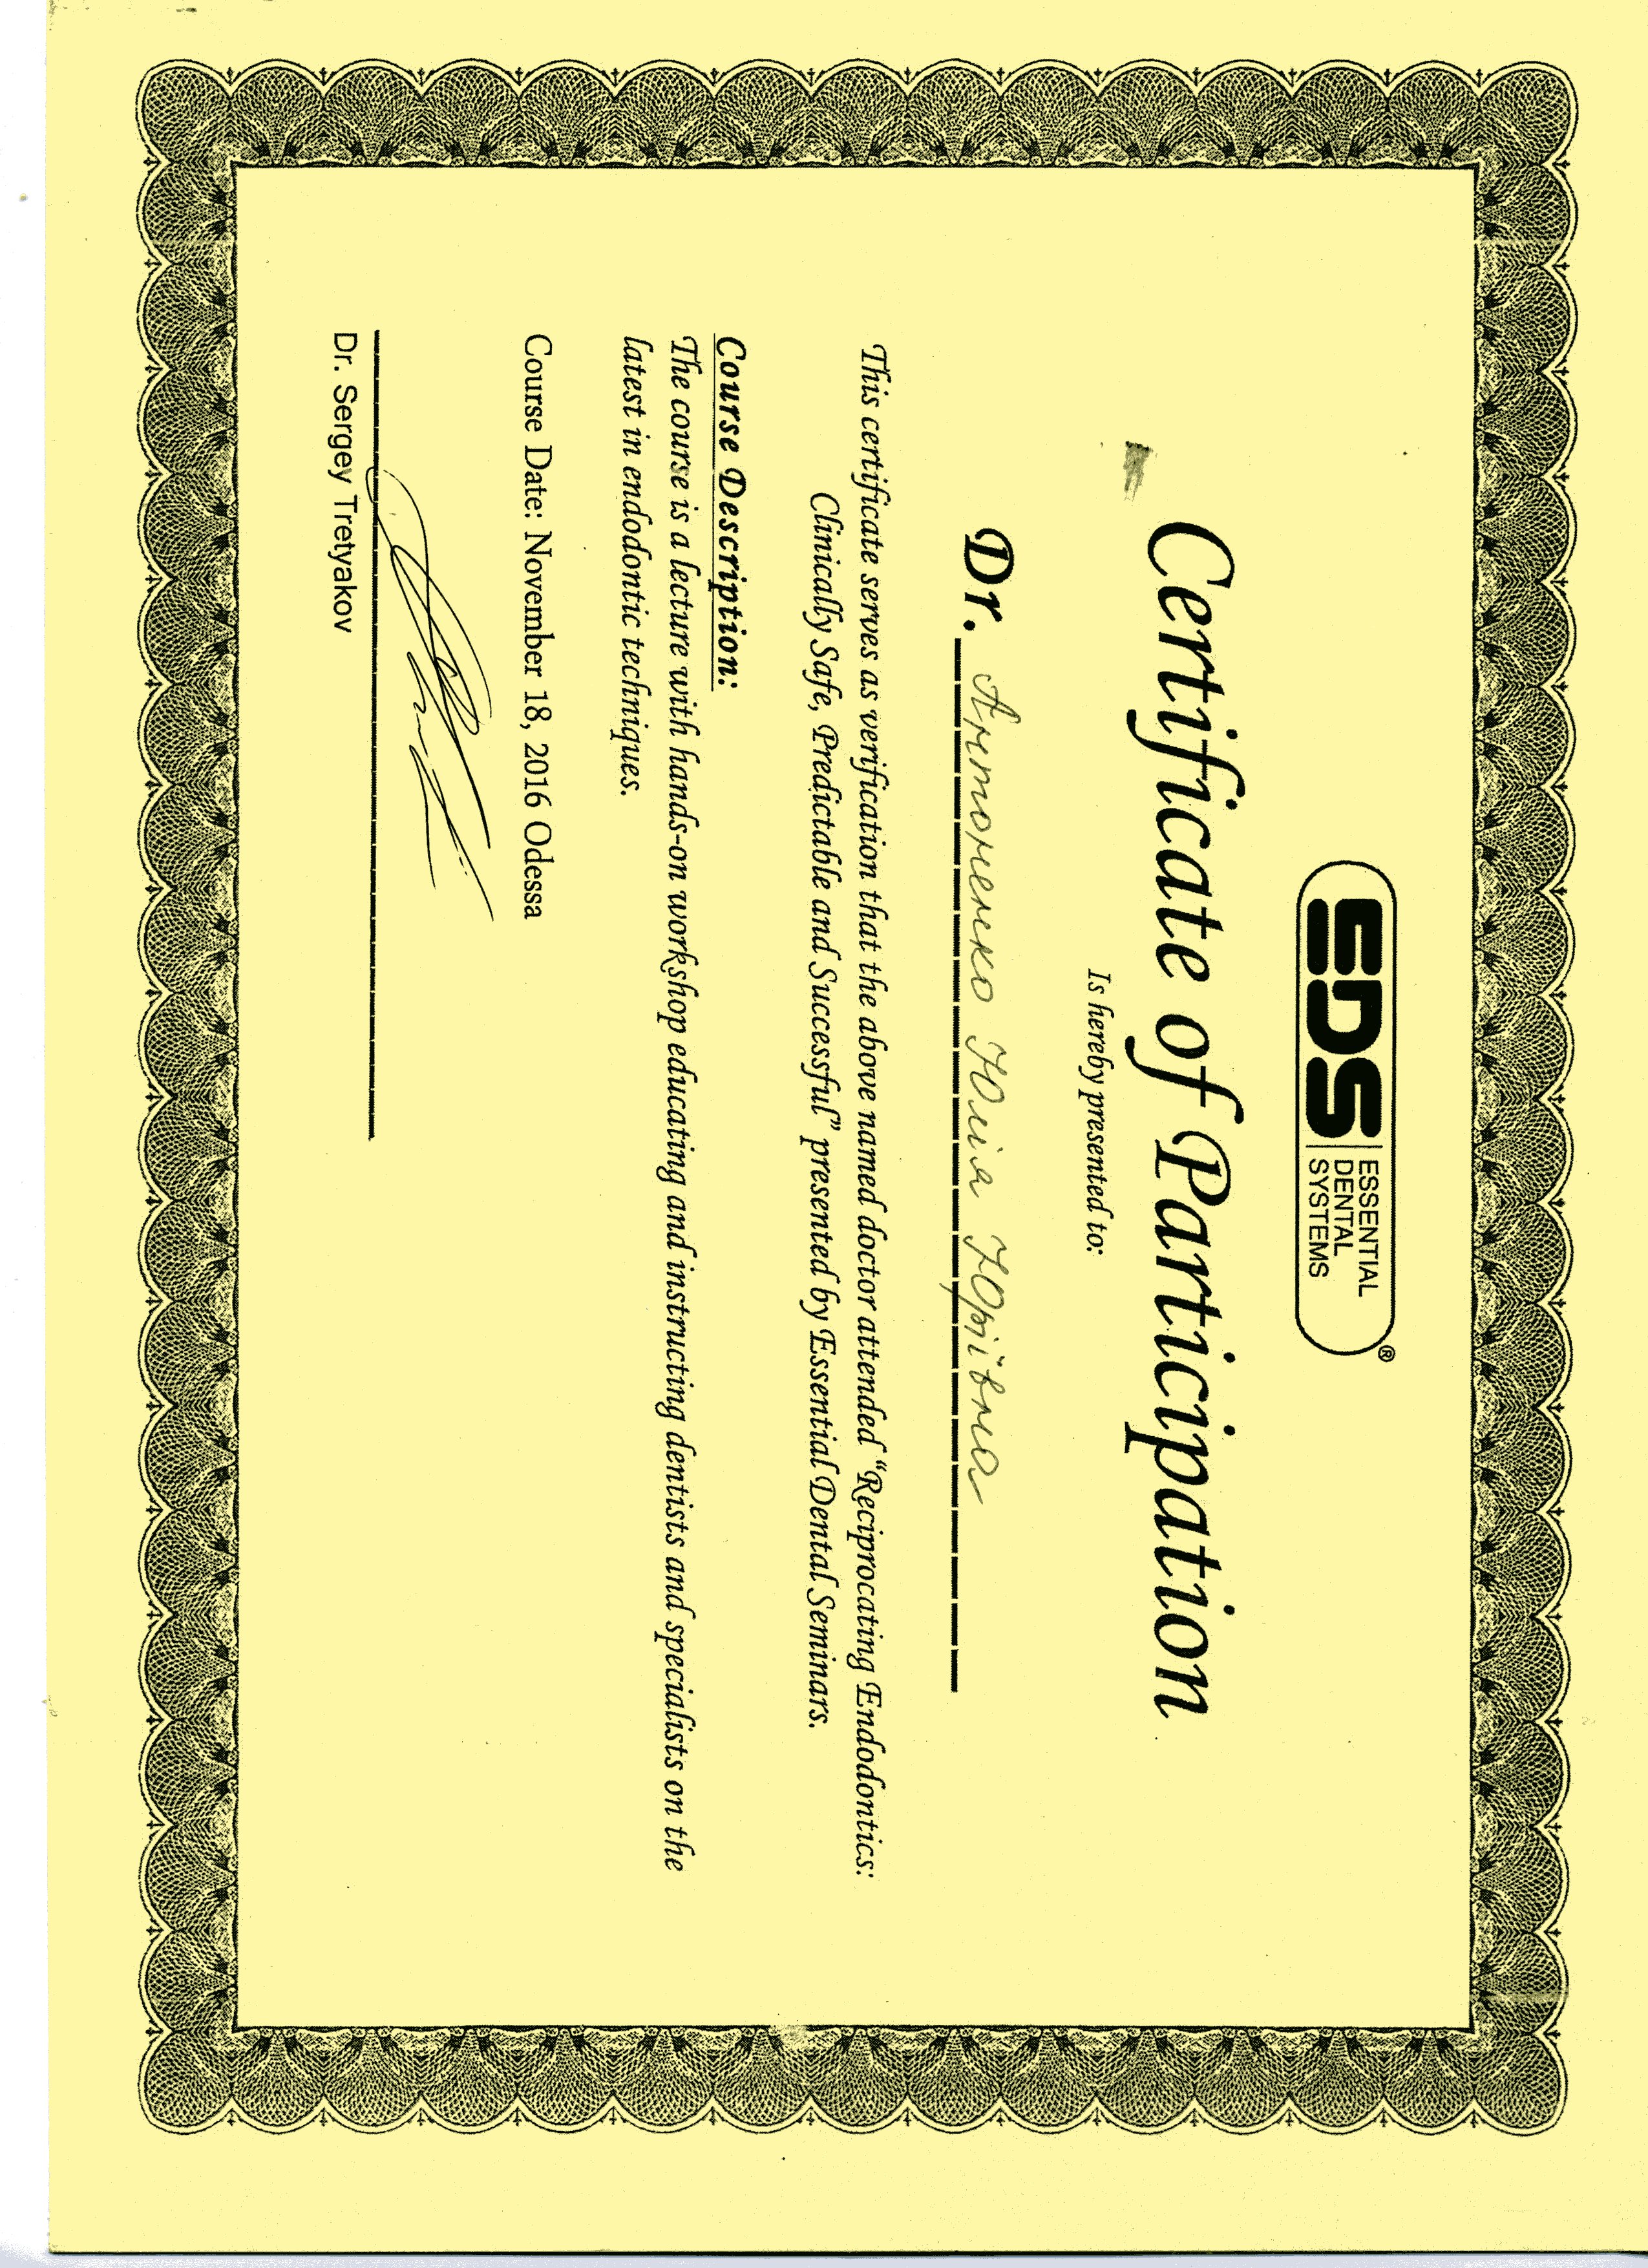 EDS ESSENTIAL DENTAL SYSTEMS ®
Certificate of Participation
Is hereby presented to:
Dr. Антоненко Юлія Юріївна
This certificate serves as verification that the above named doctor attended “Reciprocating Endodontics:
Clinically Safe, Predictable and Successful” presented by Essential Dental Seminars.
Course Description:
The course is a lecture with hands-on workshop educating and instructing dentists and specialists on the
latest in endodontic techniques.
Course Date: November 18, 2016 Odessa
Dr. Sergey Tretyakov